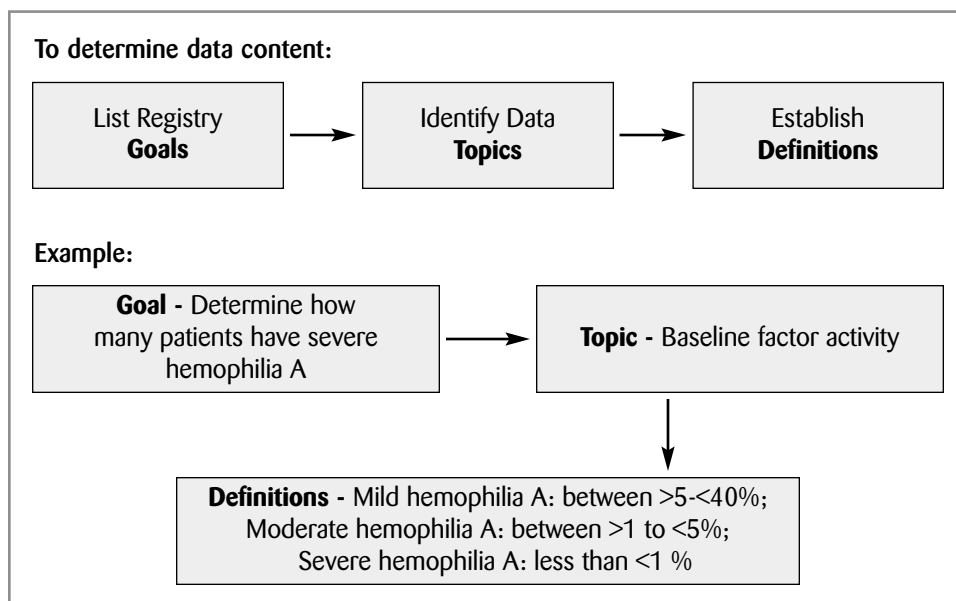 To determine data content:
List Registry
Goals
Identify Data
Topics
Establish
Definitions
Example:
Goal - Determine how
many patients have severe
hemophilia A
Topic - Baseline factor activity
Definitions - Mild hemophilia A: between >5-<40%;
Moderate hemophilia A: between >1 to <5%;
Severe hemophilia A: less than <1 %